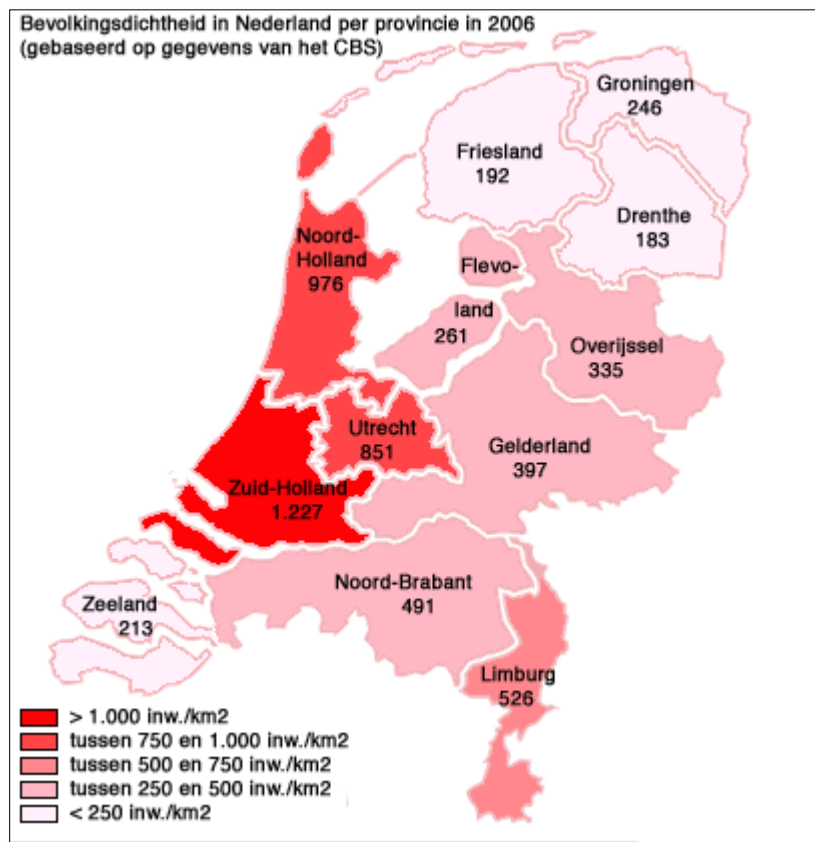 Bevolkingsdichtheid in Nederland per provincie in 2006
(gebaseerd op gegevens van het CBS)
Groningen
246
Friesland
192
Drenthe
183
Noord-
Holland
976
Flevo-
land
261
Overijssel
335
Utrecht
851
Gelderland
397
Zuid-Holland
1.227
Noord-Brabant
491
Zeeland
213
Limburg
526
> 1.000 inw./km2
tussen 750 en 1.000 inw./km2
tussen 500 en 750 inw./km2
tussen 250 en 500 inw./km2
< 250 inw./km2